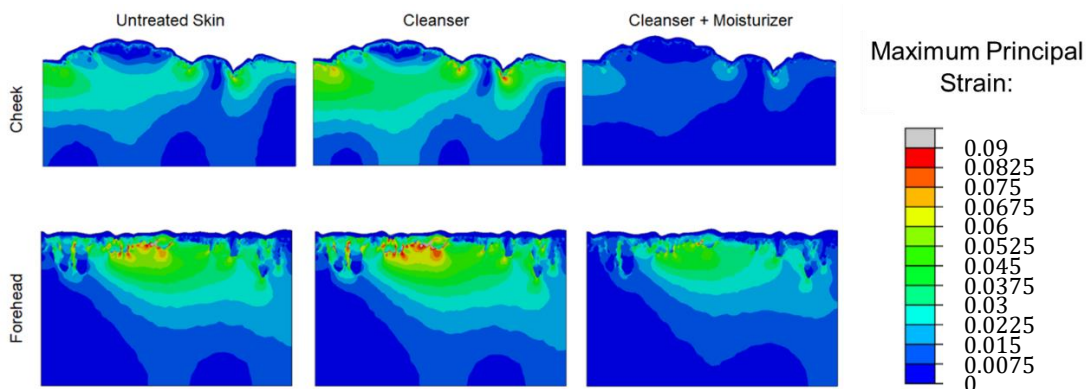 Untreated Skin
Cleanser
Cleanser + Moisturizer
Cheek
Forehead
Maximum Principal
Strain:
0.09
0.0825
0.075
0.0675
0.06
0.0525
0.045
0.0375
0.03
0.0225
0.015
0.0075
0